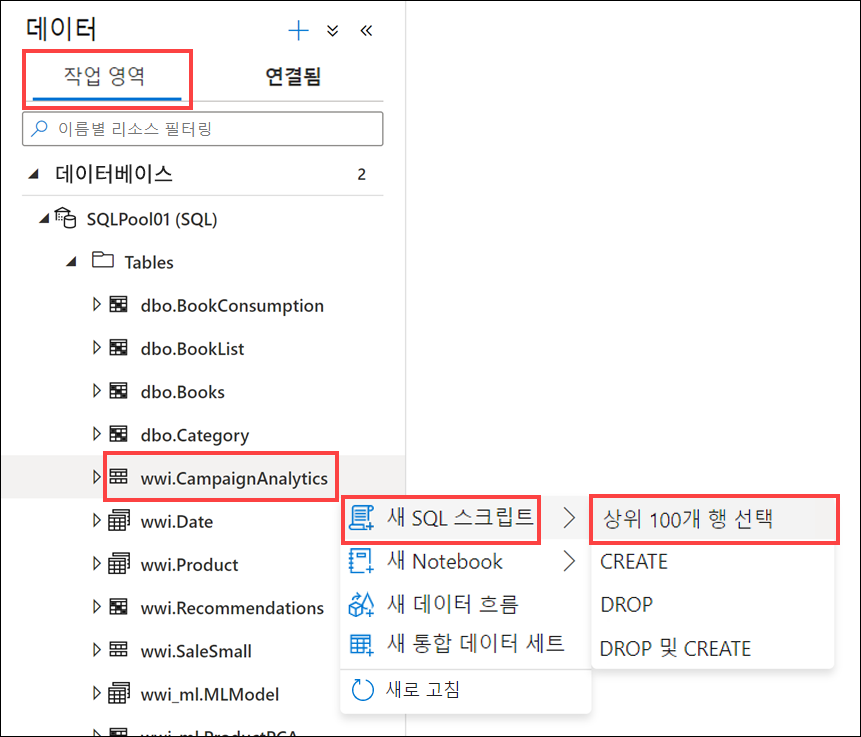 데이터
작업 영역
연결됨
이름별 리소스 필터링
데이터베이스 2
SQLPool01 (SQL)
Tables
dbo.BookConsumption
dbo.BookList
dbo.Books
dbo.Category
wwi.CampaignAnalytics
wwi.Date
wwi.Product
wwi.Recommendations
wwi.SaleSmall
wwi_ml.MLModel
wwi_ml.ProductPCA
새 SQL 스크립트
새 Notebook
새 데이터 흐름
새 통합 데이터 세트
새로 고침
상위 100개 행 선택
CREATE
DROP
DROP 및 CREATE